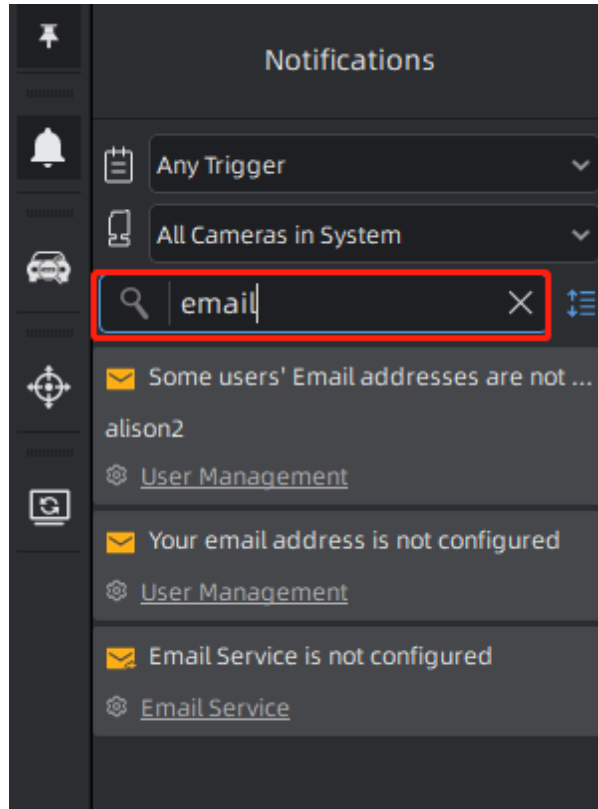 Notifications
Any Trigger
All Cameras in System
email
Some users' Email addresses are not ...
alison2
User Management
Your email address is not configured
User Management
Email Service is not configured
Email Service